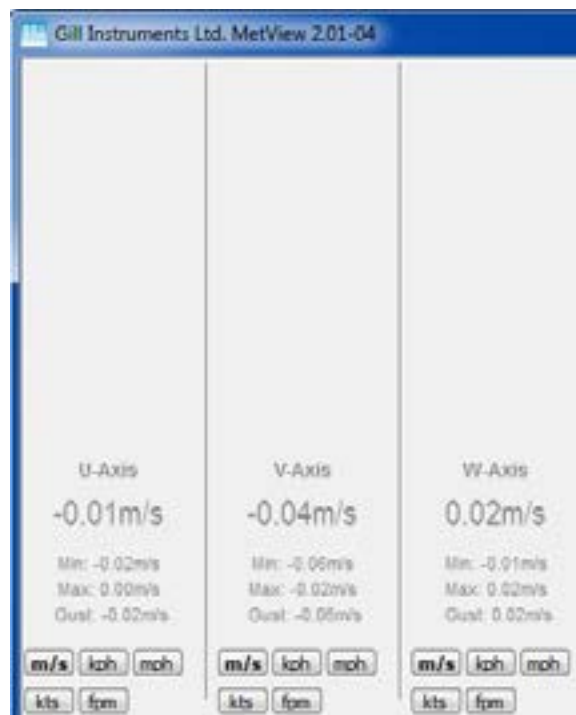 Gill Instruments Ltd. MetView 2.01-04
U-Axis
-0.01m/s
Min: -0.02m/s
Max: 0.00m/s
Gust: -0.02m/s
m/s kph mph
kts fpm
V-Axis
-0.04m/s
Min: -0.06m/s
Max: -0.02m/s
Gust: -0.06m/s
m/s kph mph
kts fpm
W-Axis
0.02m/s
Min: -0.01m/s
Max: 0.02m/s
Gust: 0.02m/s
m/s kph mph
kts fpm